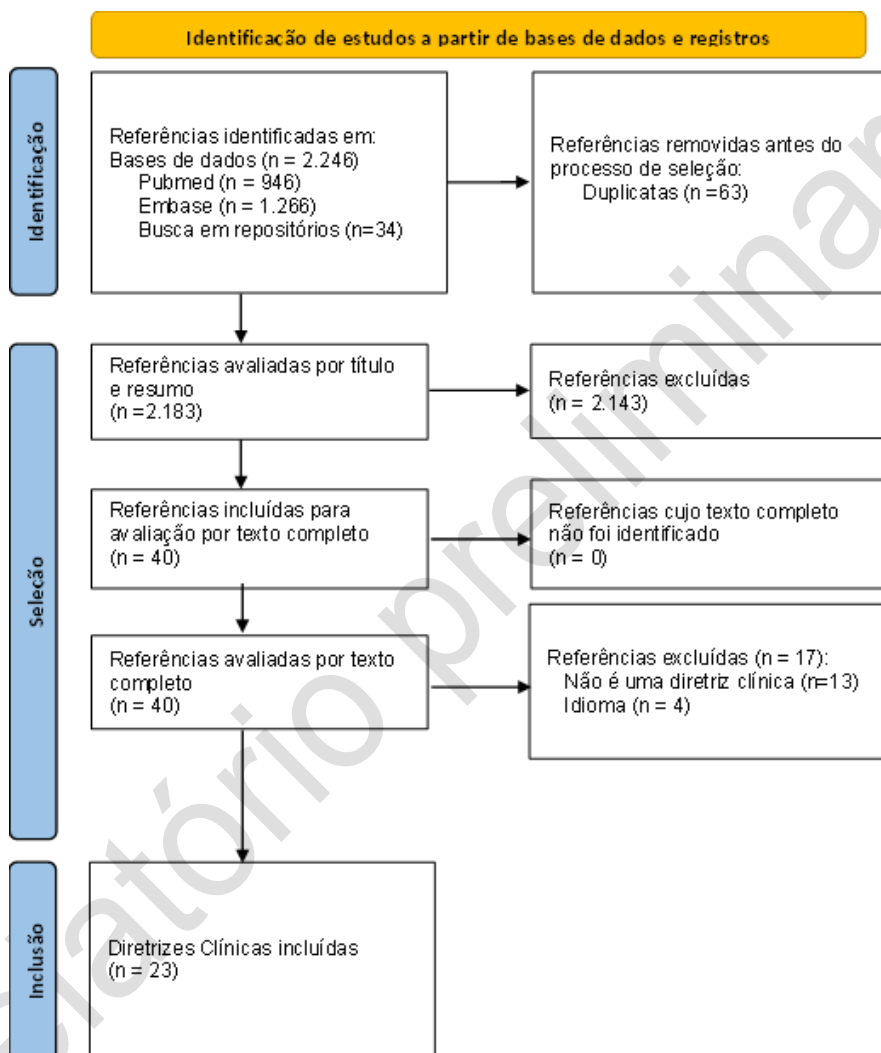 Identificação de estudos a partir de bases de dados e registros
Identificação
Referências identificadas em:
Bases de dados (n = 2.246)
Pubmed (n = 946)
Embase (n = 1.266)
Busca em repositórios (n=34)
Referências removidas antes do
processo de seleção:
Duplicatas (n =63)
Seleção
Referências avaliadas por título
e resumo
(n =2.183)
Referências excluídas
(n = 2.143)
Referências incluídas para
avaliação por texto completo
(n = 40)
Referências cujo texto completo
não foi identificado
(n = 0)
Referências avaliadas por texto
completo
(n = 40)
Referências excluídas (n = 17):
Não é uma diretriz clínica (n=13)
Idioma (n = 4)
Inclusão
Diretrizes Clínicas incluídas
(n = 23)
latório preliminar